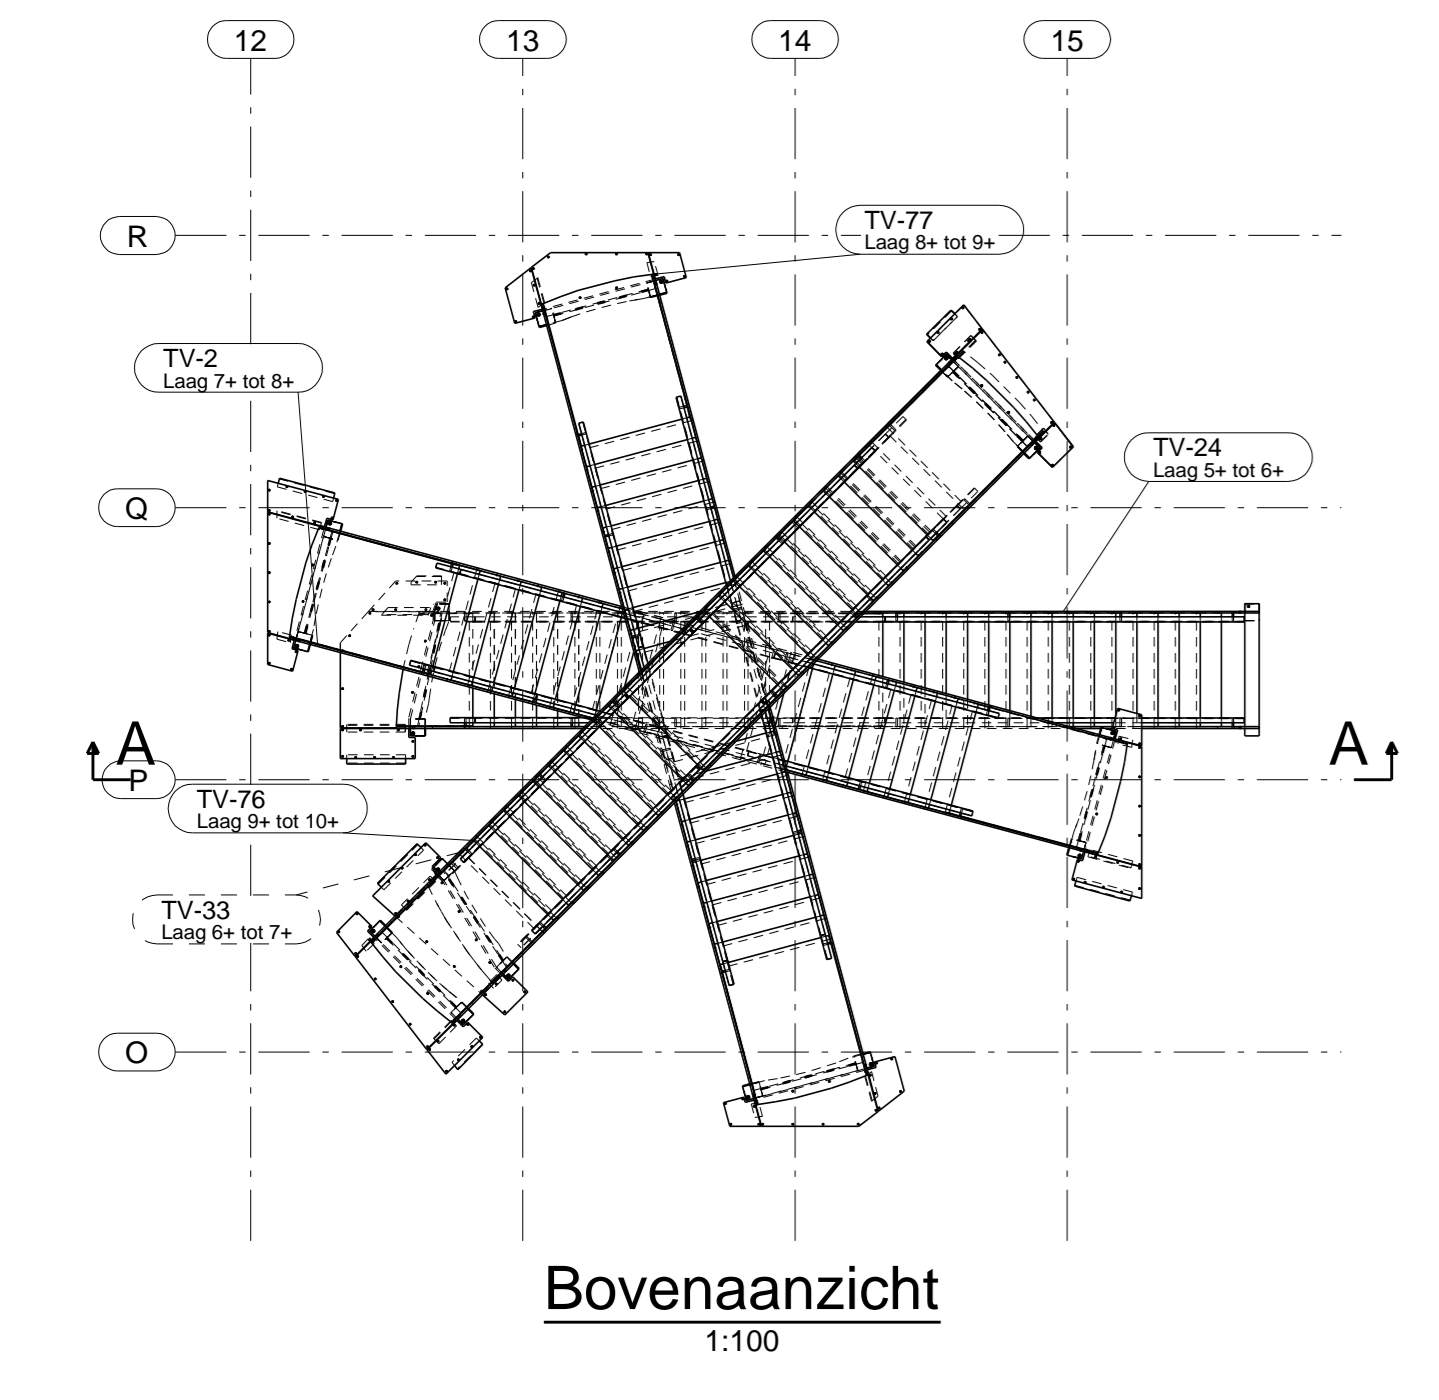 12
13
14
15
R
TV-77
Laag 8+ tot 9+
TV-2
Laag 7+ tot 8+
TV-24
Laag 5+ tot 6+
Q
A
A
P
TV-76
Laag 9+ tot 10+
TV-33
Laag 6+ tot 7+
O
Bovenaanzicht
1:100